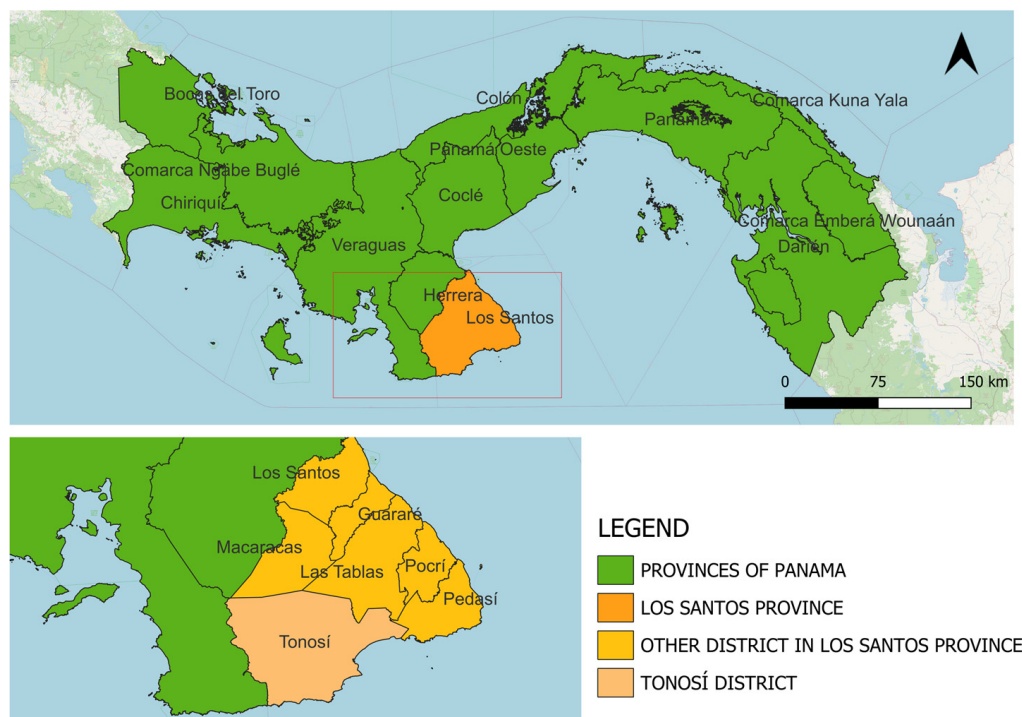 Bocas del Toro
Colón
Comarca Kuna Yala
Panamá
Panamá Oeste
Comarca Ngäbe Buglé
Coclé
Chiriquí
Comarca Emberá Wounaán
Veraguas
Darién
Herrera
Los Santos
0 75 150 km
Los Santos
Guararé
Macaracas
Las Tablas
Pocrí
Pedasí
Tonosí
LEGEND
PROVINCES OF PANAMA
LOS SANTOS PROVINCE
OTHER DISTRICT IN LOS SANTOS PROVINCE
TONOSÍ DISTRICT